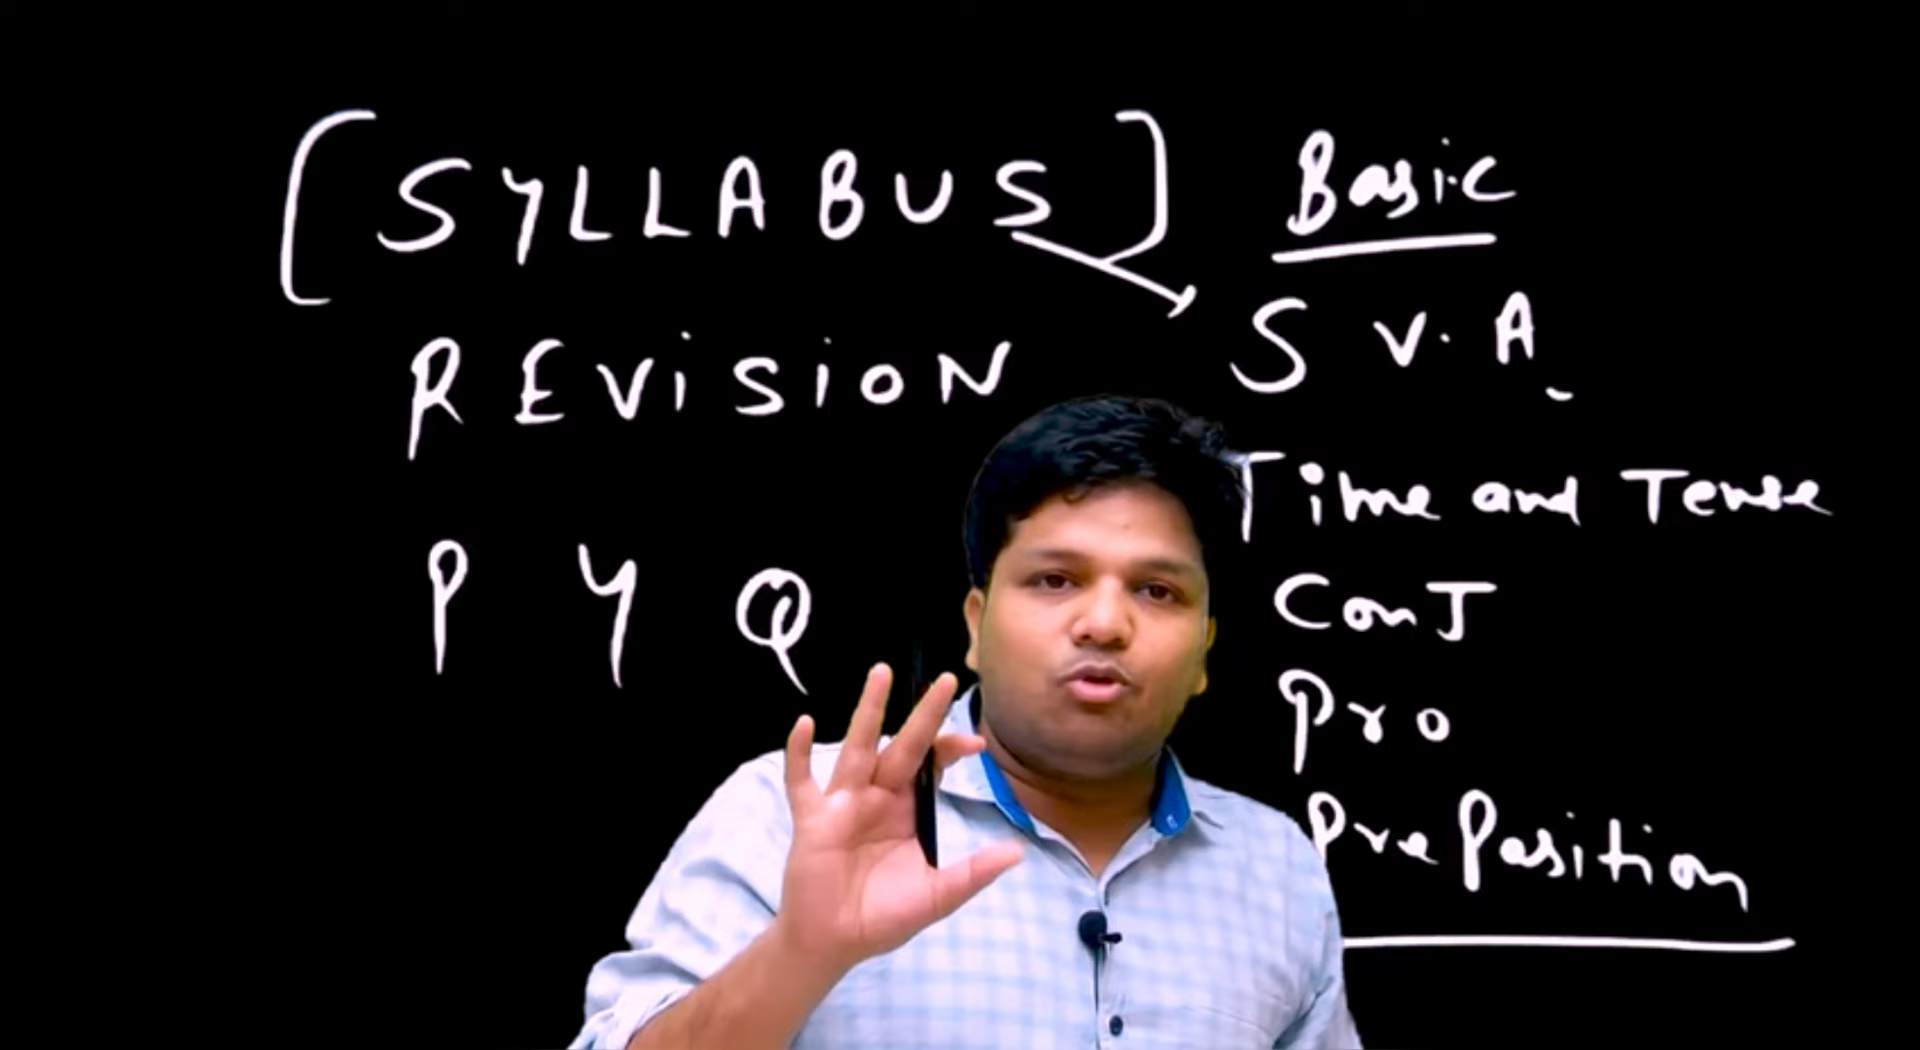 [SYLLABUS]
REVISION
P Y Q
Basic
S V. A.
Time and Tense
ConJ
Pro
PrePosition